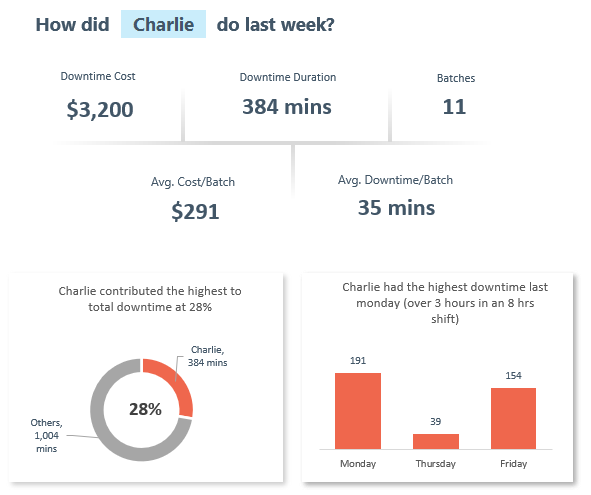 How did Charlie do last week?
Downtime Cost
$3,200
Downtime Duration
384 mins
Batches
11
Avg. Cost/Batch
$291
Avg. Downtime/Batch
35 mins
Charlie contributed the highest to
total downtime at 28%
Charlie,
384 mins
28%
Others,
1,004
mins
Charlie had the highest downtime last
monday (over 3 hours in an 8 hrs
shift)
191
39
154
Monday
Thursday
Friday